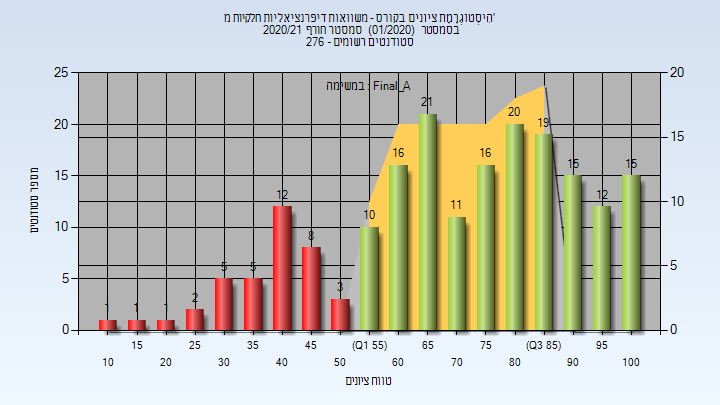 היסטוגרמת ציונים בקורס - משוואות דיפרנציאליות חלקיות מ'
בסמסטר (01/2020) סמסטר חורף 2020/21
סטודנטים רשומים - 276
במשימה : Final_A
25 20 15 10 5 0
20 15 10 5 0
מספר סטודנטים
1 1 1 2 5 5 12 8 3 10 16 21 11 16 20 19 15 12 15
15 25 35 45 (Q1 55) 65 75 (Q3 85) 95
10 20 30 40 50 60 70 80 90 100
טווח ציונים